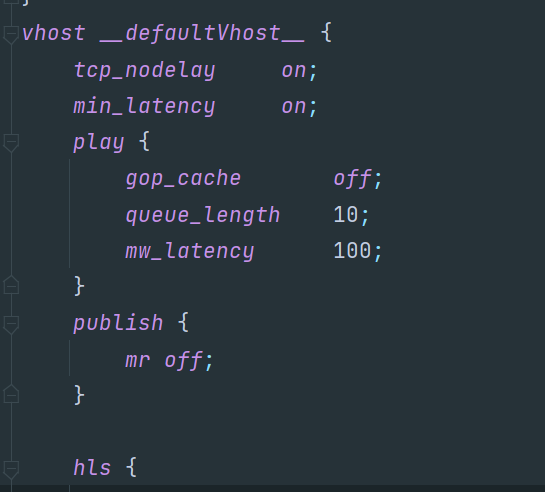 }
vhost __defaultVhost__ {
    tcp_nodelay     on;
    min_latency     on;
    play {
        gop_cache       off;
        queue_length    10;
        mw_latency      100;
    }
    publish {
        mr off;
    }

    hls {